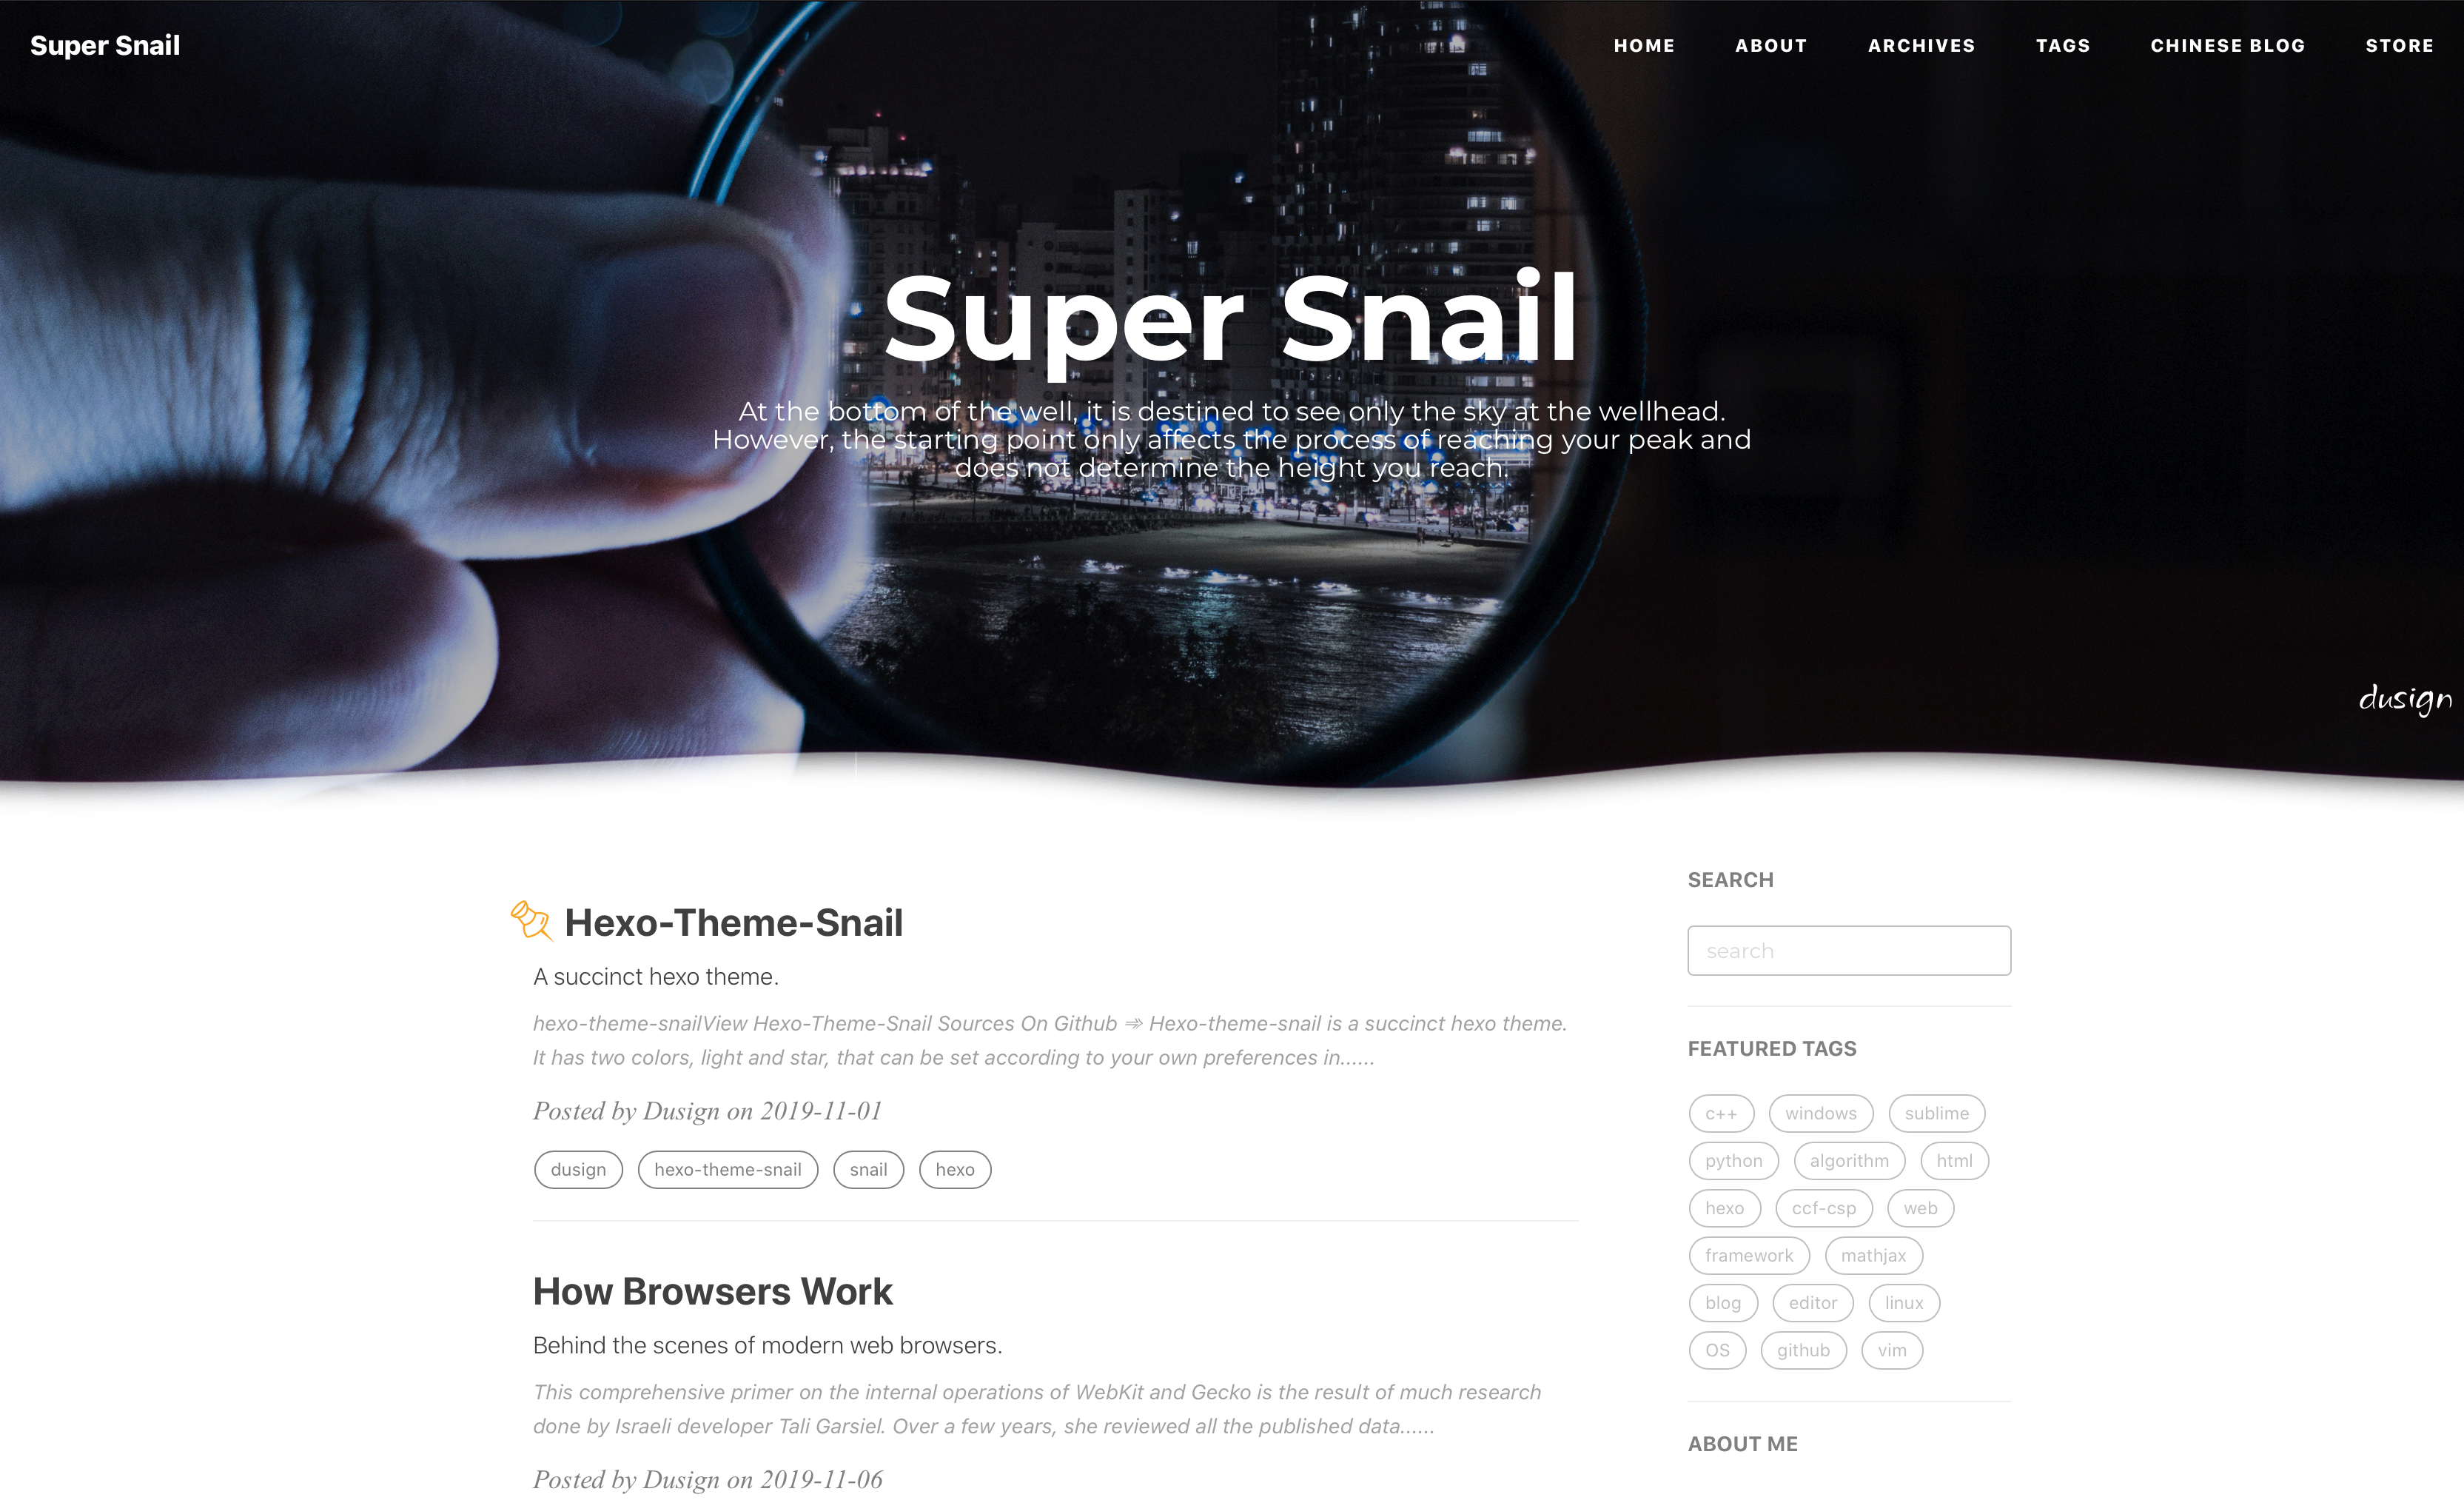 Super Snail
HOME ABOUT ARCHIVES TAGS CHINESE BLOG STORE
Super Snail
At the bottom of the well, it is destined to see only the sky at the wellhead.
However, the starting point only affects the process of reaching your peak and
does not determine the height you reach.
dusign
Hexo-Theme-Snail
A succinct hexo theme.
hexo-theme-snailView Hexo-Theme-Snail Sources On Github ⇛ Hexo-theme-snail is a succinct hexo theme.
It has two colors, light and star, that can be set according to your own preferences in......
Posted by Dusign on 2019-11-01
dusign hexo-theme-snail snail hexo
How Browsers Work
Behind the scenes of modern web browsers.
This comprehensive primer on the internal operations of WebKit and Gecko is the result of much research
done by Israeli developer Tali Garsiel. Over a few years, she reviewed all the published data......
Posted by Dusign on 2019-11-06
SEARCH
search
FEATURED TAGS
c++ windows sublime
python algorithm html
hexo ccf-csp web
framework mathjax
blog editor linux
OS github vim
ABOUT ME